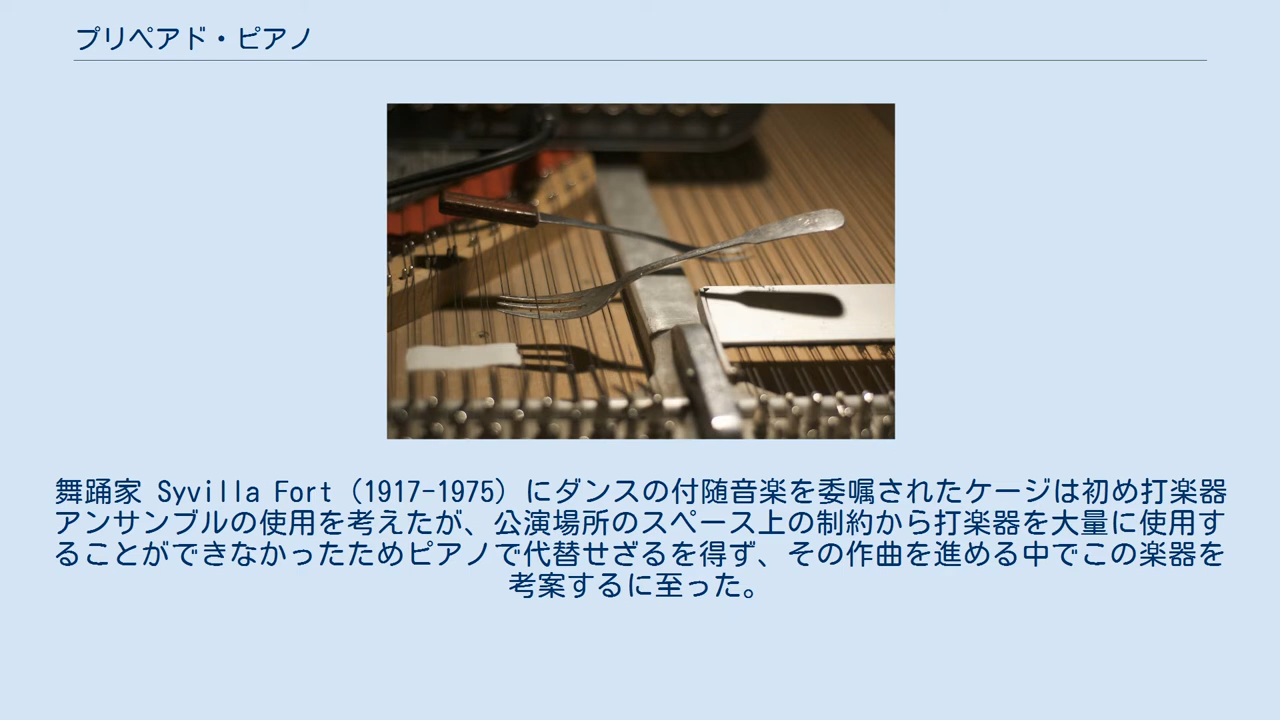 プリペアド・ピアノ
舞踊家 Syvilla Fort（1917-1975）にダンスの付随音楽を委嘱されたケージは初め打楽器
アンサンブルの使用を考えたが、公演場所のスペース上の制約から打楽器を大量に使用す
ることができなかったためピアノで代替せざるを得ず、その作曲を進める中でこの楽器を
考案するに至った。